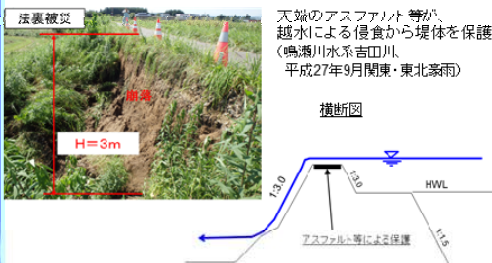 法裏被災
崩落
H=3m
天端のアスファルト等が、
越水による侵食から堤体を保護
(鳴瀬川水系吉田川、
平成27年9月関東・東北豪雨)
横断図
1:3.0
1:3.0
HWL
1:1.5
アスファルト等による保護